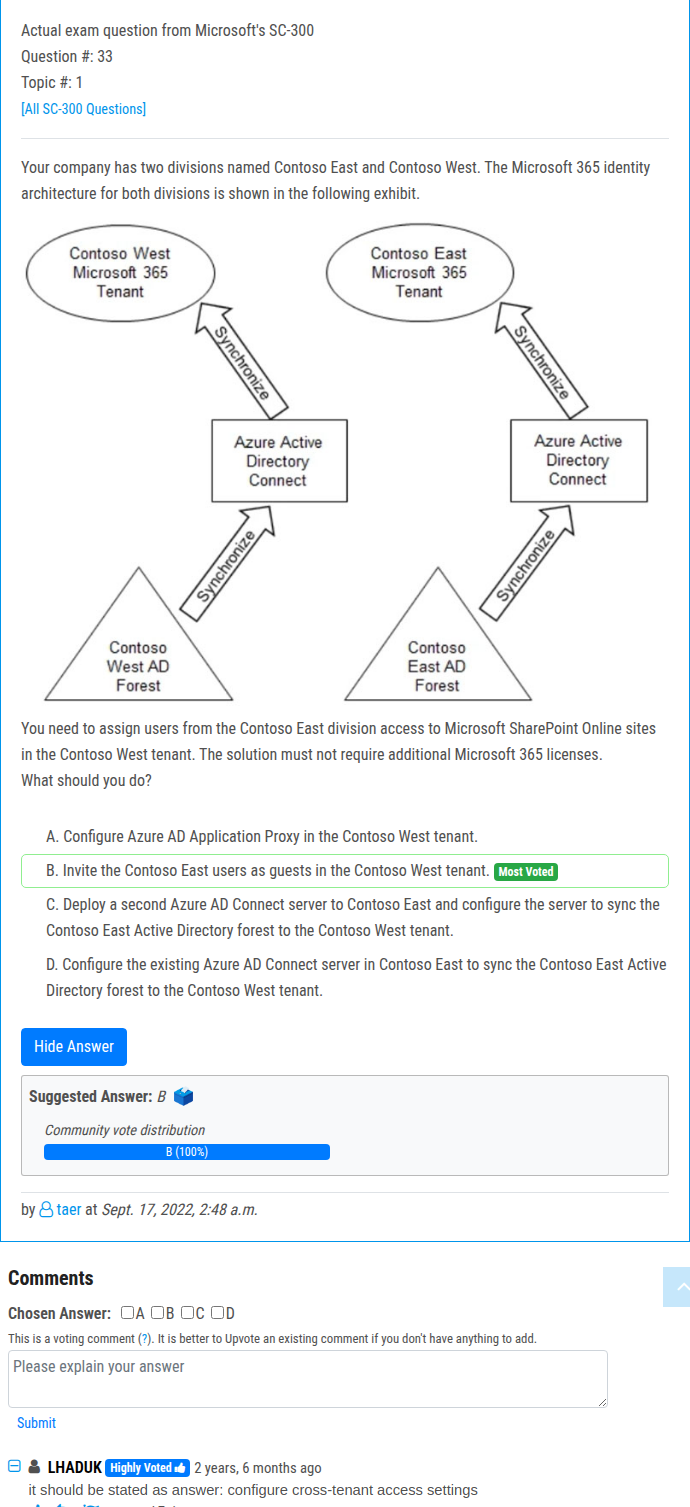 Actual exam question from Microsoft's SC-300
Question #: 33
Topic #: 1
[All SC-300 Questions]
Your company has two divisions named Contoso East and Contoso West. The Microsoft 365 identity
architecture for both divisions is shown in the following exhibit.
Contoso West
Microsoft 365
Tenant
Contoso East
Microsoft 365
Tenant
Synchronize
Synchronize
Azure Active
Directory
Connect
Azure Active
Directory
Connect
Synchronize
Synchronize
Contoso
West AD
Forest
Contoso
East AD
Forest
You need to assign users from the Contoso East division access to Microsoft SharePoint Online sites
in the Contoso West tenant. The solution must not require additional Microsoft 365 licenses.
What should you do?
A. Configure Azure AD Application Proxy in the Contoso West tenant.
B. Invite the Contoso East users as guests in the Contoso West tenant. Most Voted
C. Deploy a second Azure AD Connect server to Contoso East and configure the server to sync the
Contoso East Active Directory forest to the Contoso West tenant.
D. Configure the existing Azure AD Connect server in Contoso East to sync the Contoso East Active
Directory forest to the Contoso West tenant.
Hide Answer
Suggested Answer: B
Community vote distribution
B (100%)
by taer at Sept. 17, 2022, 2:48 a.m.
Comments
Chosen Answer: A B C D
This is a voting comment (?). It is better to Upvote an existing comment if you don't have anything to add.
Please explain your answer
Submit
LHADUK Highly Voted 2 years, 6 months ago
it should be stated as answer: configure cross-tenant access settings